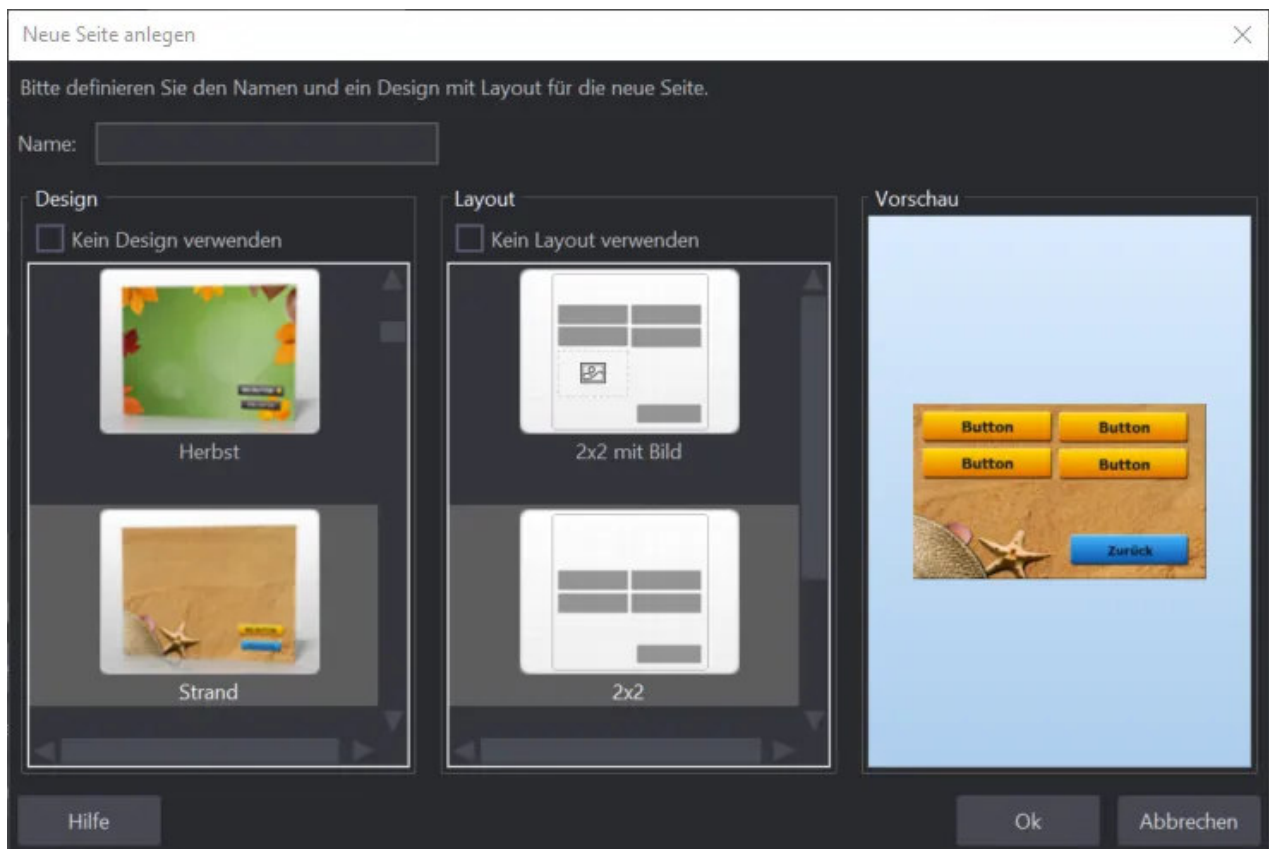 Neue Seite anlegen
Bitte definieren Sie den Namen und ein Design mit Layout für die neue Seite.
Name:
Design
Kein Design verwenden
Herbst
Strand
Layout
Kein Layout verwenden
2x2 mit Bild
2x2
Vorschau
Button Button
Button Button
Zurück
Hilfe
Ok
Abbrechen